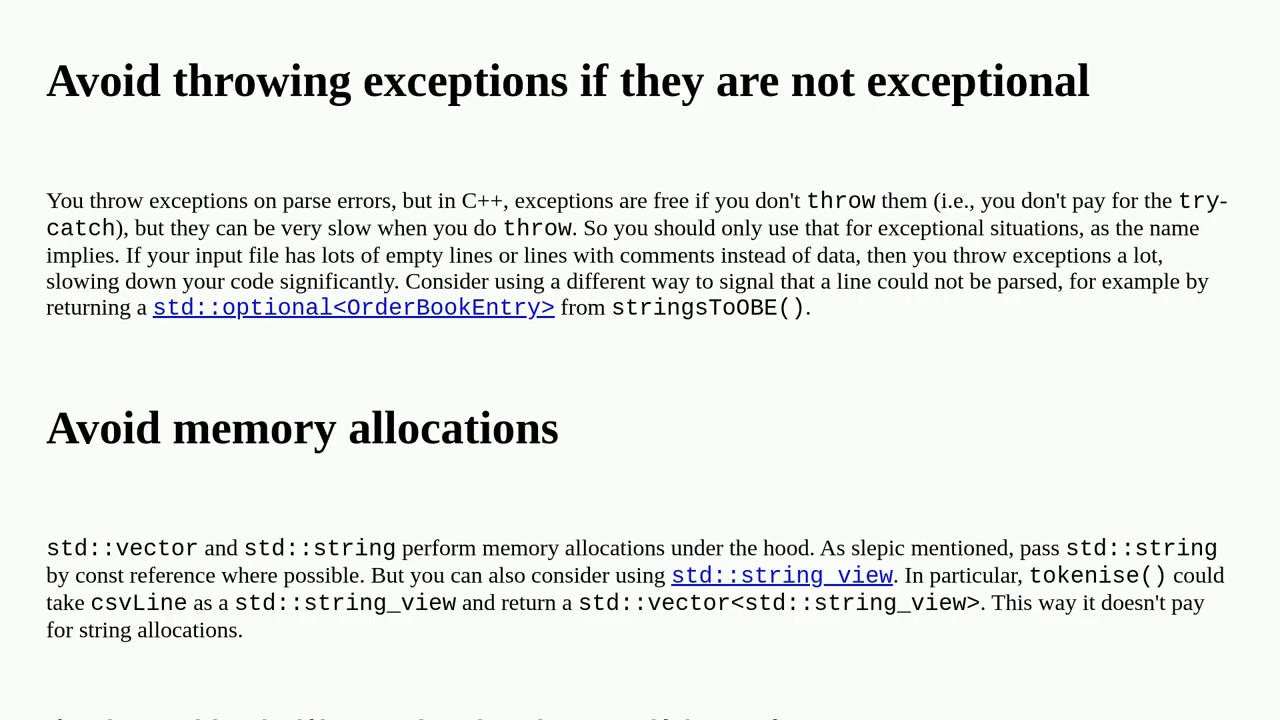 Avoid throwing exceptions if they are not exceptional
You throw exceptions on parse errors, but in C++, exceptions are free if you don't throw them (i.e., you don't pay for the try-
catch), but they can be very slow when you do throw. So you should only use that for exceptional situations, as the name
implies. If your input file has lots of empty lines or lines with comments instead of data, then you throw exceptions a lot,
slowing down your code significantly. Consider using a different way to signal that a line could not be parsed, for example by
returning a std::optional<OrderBookEntry> from stringsToOBE().
Avoid memory allocations
std::vector and std::string perform memory allocations under the hood. As slepic mentioned, pass std::string
by const reference where possible. But you can also consider using std::string_view. In particular, tokenise() could
take csvLine as a std::string_view and return a std::vector<std::string_view>. This way it doesn't pay
for string allocations.